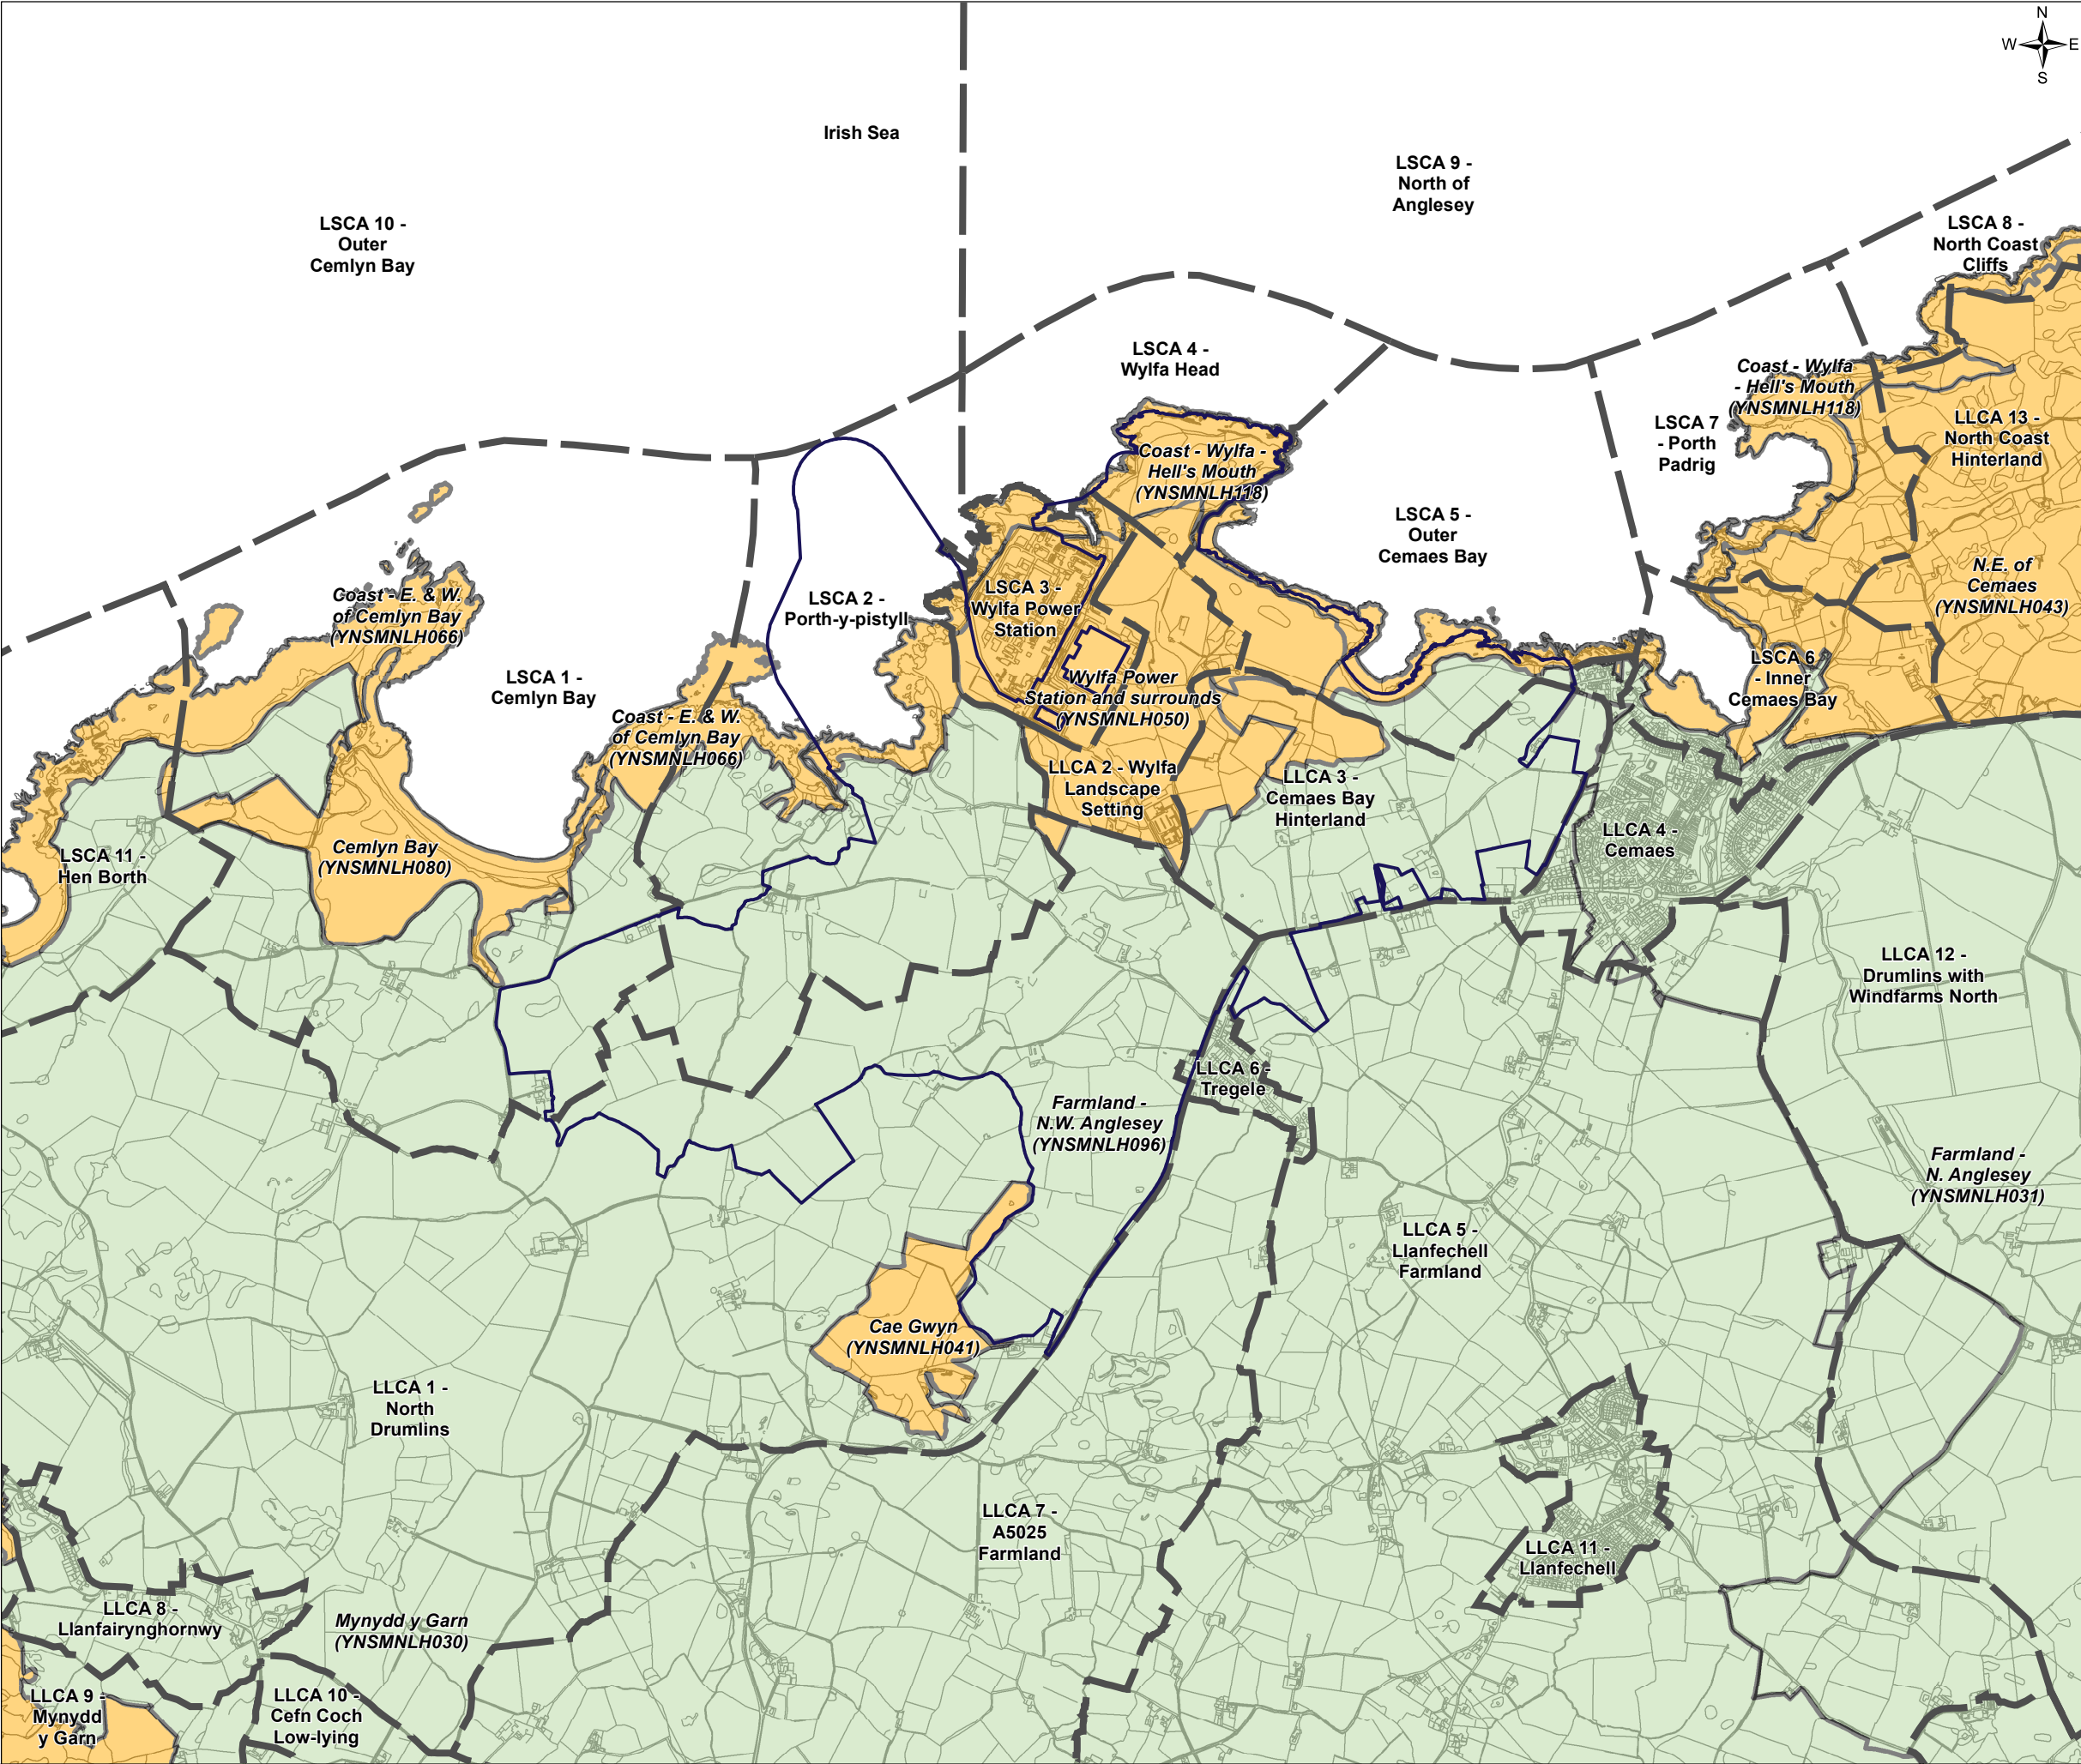 N
W
E
S
Irish Sea
LSCA 9 -
North of
Anglesey
LSCA 10 -
Outer
Cemlyn Bay
LSCA 8 -
North Coast
Cliffs
LSCA 4 -
Wylfa Head
Coast - Wylfa
- Hell's Mouth
(YNSMNLH118)
LSCA 7
- Porth
Padrig
LLCA 13 -
North Coast
Hinterland
Coast - Wylfa -
Hell's Mouth
(YNSMNLH118)
LSCA 5 -
Outer
Cemaes Bay
N.E. of
Cemaes
(YNSMNLH043)
Coast - E. & W.
of Cemlyn Bay
(YNSMNLH066)
LSCA 2 -
Porth-y-pistyll
LSCA 3 -
Wylfa Power
Station
LSCA 1 -
Cemlyn Bay
LSCA 6
- Inner
Cemaes Bay
Wylfa Power
Station and surrounds
(YNSMNLH050)
Coast - E. & W.
of Cemlyn Bay
(YNSMNLH066)
LLCA 2 - Wylfa
Landscape
Setting
LLCA 3 -
Cemaes Bay
Hinterland
LLCA 4 -
Cemaes
Cemlyn Bay
(YNSMNLH080)
LSCA 11 -
Hen Borth
LLCA 12 -
Drumlins with
Windfarms North
LLCA 6 -
Tregele
Farmland -
N.W. Anglesey
(YNSMNLH096)
Farmland -
N. Anglesey
(YNSMNLH031)
LLCA 5 -
Llanfechell
Farmland
Cae Gwyn
(YNSMNLH041)
LLCA 1 -
North
Drumlins
LLCA 7 -
A5025
Farmland
LLCA 11 -
Llanfechell
LLCA 8 -
Llanfairynghornwy
Mynydd y Garn
(YNSMNLH030)
LLCA 9 -
Mynydd
y Garn
LLCA 10 -
Cefn Coch
Low-lying